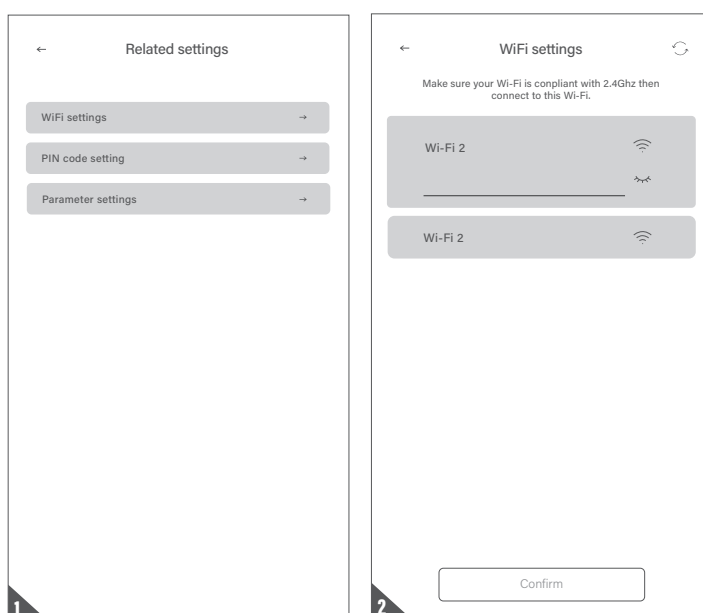 Related settings
WiFi settings
PIN code setting
Parameter settings
1
WiFi settings
Make sure your Wi-Fi is conpliant with 2.4Ghz then
connect to this Wi-Fi.
Wi-Fi 2
Wi-Fi 2
Confirm
2